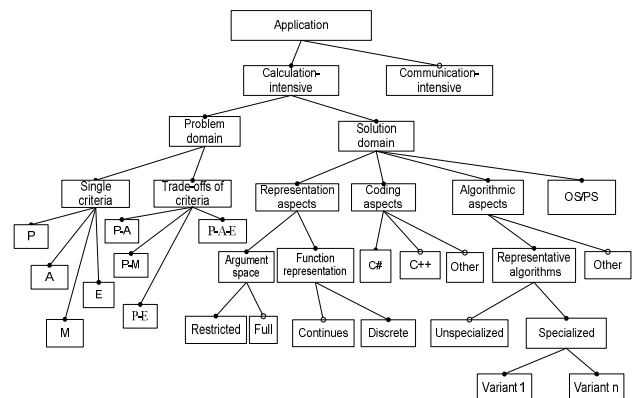 Application
Calculation-
intensive
Communication-
intensive
Problem
domain
Solution
domain
Single
criteria
Trade-offs of
criteria
Representation
aspects
Coding
aspects
Algorithmic
aspects
OS/PS
P
P-A
P-A-E
A
P-M
E
P-E
M
Argument
space
Function
representation
C#
C++
Other
Representative
algorithms
Other
Restricted
Full
Continues
Discrete
Unspecialized
Specialized
Variant 1
Variant n